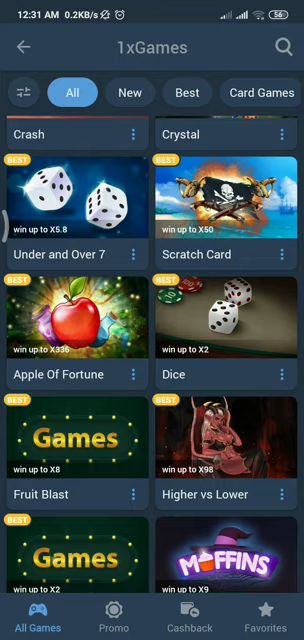 12:31 AM 0.2KB/s 56
1xGames
All New Best Card Games
Crash Crystal
BEST BEST
win up to X5.8 win up to X50
Under and Over 7 Scratch Card
BEST BEST
win up to X336 win up to X2
Apple Of Fortune Dice
BEST BEST
Games
win up to X8 win up to X98
Fruit Blast Higher vs Lower
BEST
Games MUFFINS
win up to X2 win up to X9
All Games Promo Cashback Favorites